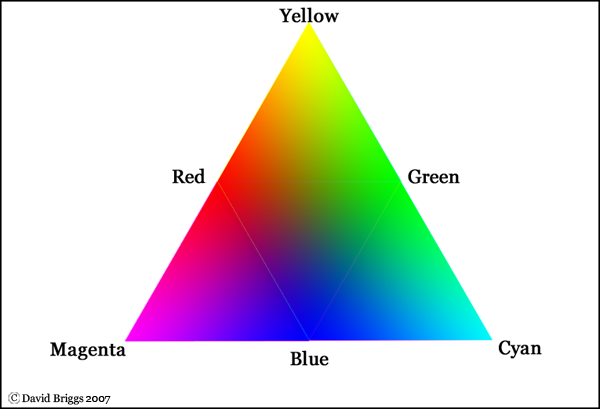 Yellow
Red
Green
Magenta
Blue
Cyan
© David Briggs 2007